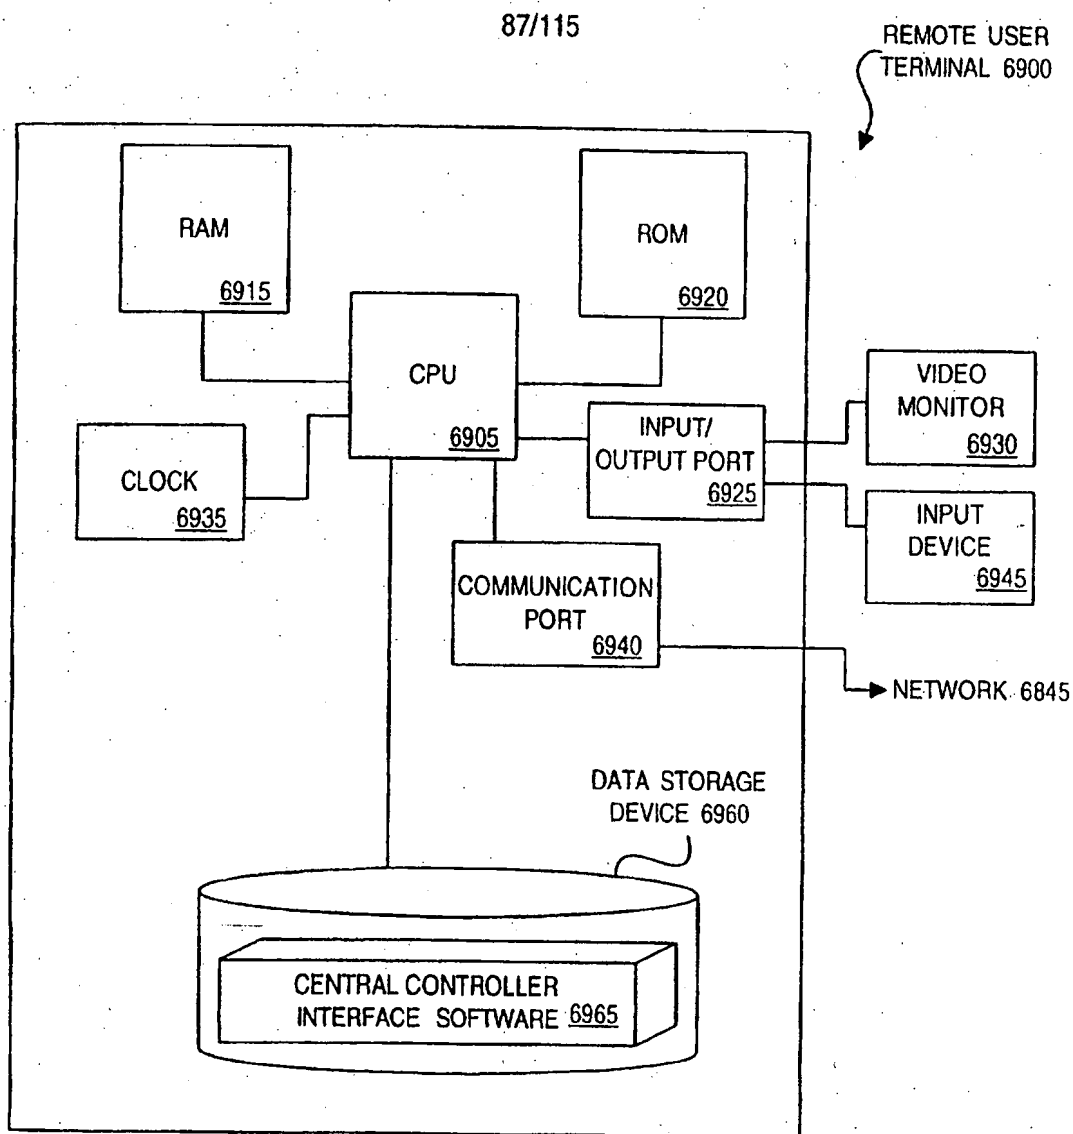 87/115
REMOTE USER
TERMINAL 6900
RAM
6915
ROM
6920
CPU
6905
VIDEO
MONITOR
6930
INPUT/
OUTPUT PORT
6925
CLOCK
6935
INPUT
DEVICE
6945
COMMUNICATION
PORT
6940
NETWORK 6845
DATA STORAGE
DEVICE 6960
CENTRAL CONTROLLER
INTERFACE SOFTWARE 6965